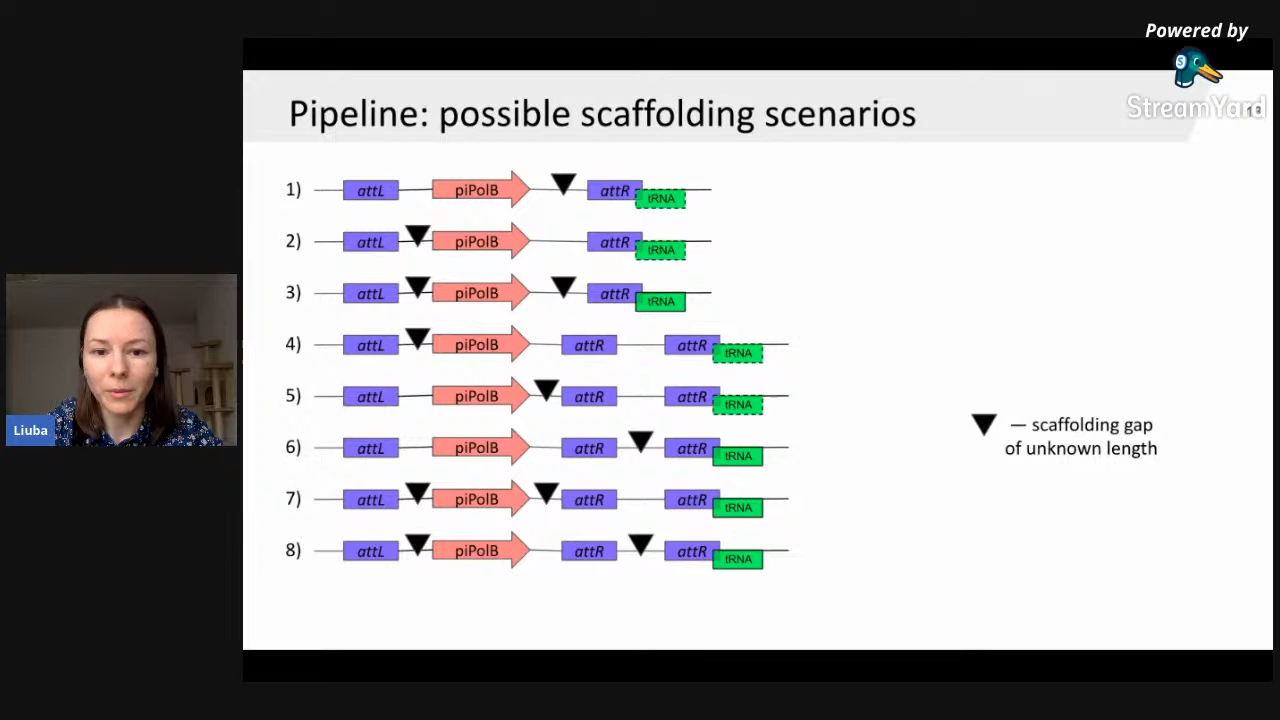 Powered by
StreamYard
Pipeline: possible scaffolding scenarios
1) attL piPolB attR tRNA
2) attL piPolB attR tRNA
3) attL piPolB attR tRNA
4) attL piPolB attR attR tRNA
5) attL piPolB attR attR tRNA
6) attL piPolB attR attR tRNA
7) attL piPolB attR attR tRNA
8) attL piPolB attR attR tRNA
— scaffolding gap
of unknown length
Liuba